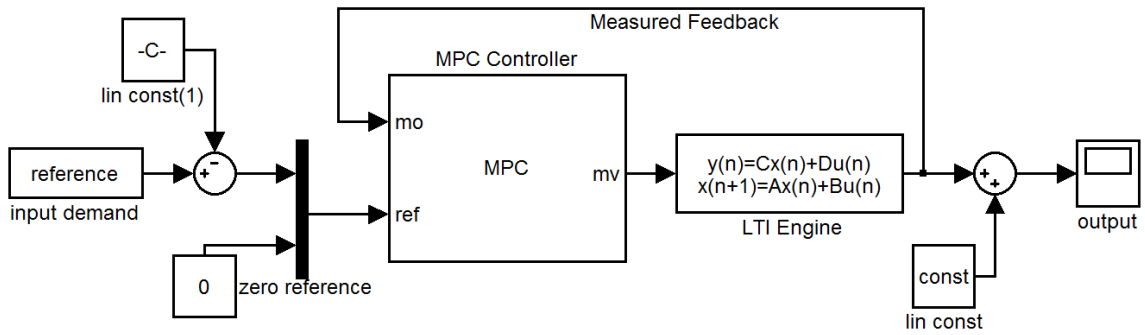 Measured Feedback
-C-
lin const(1)
MPC Controller
mo
MPC
mv
ref
reference
+
-
input demand
0
zero reference
y(n)=Cx(n)+Du(n)
x(n+1)=Ax(n)+Bu(n)
LTI Engine
+
+
output
const
lin const